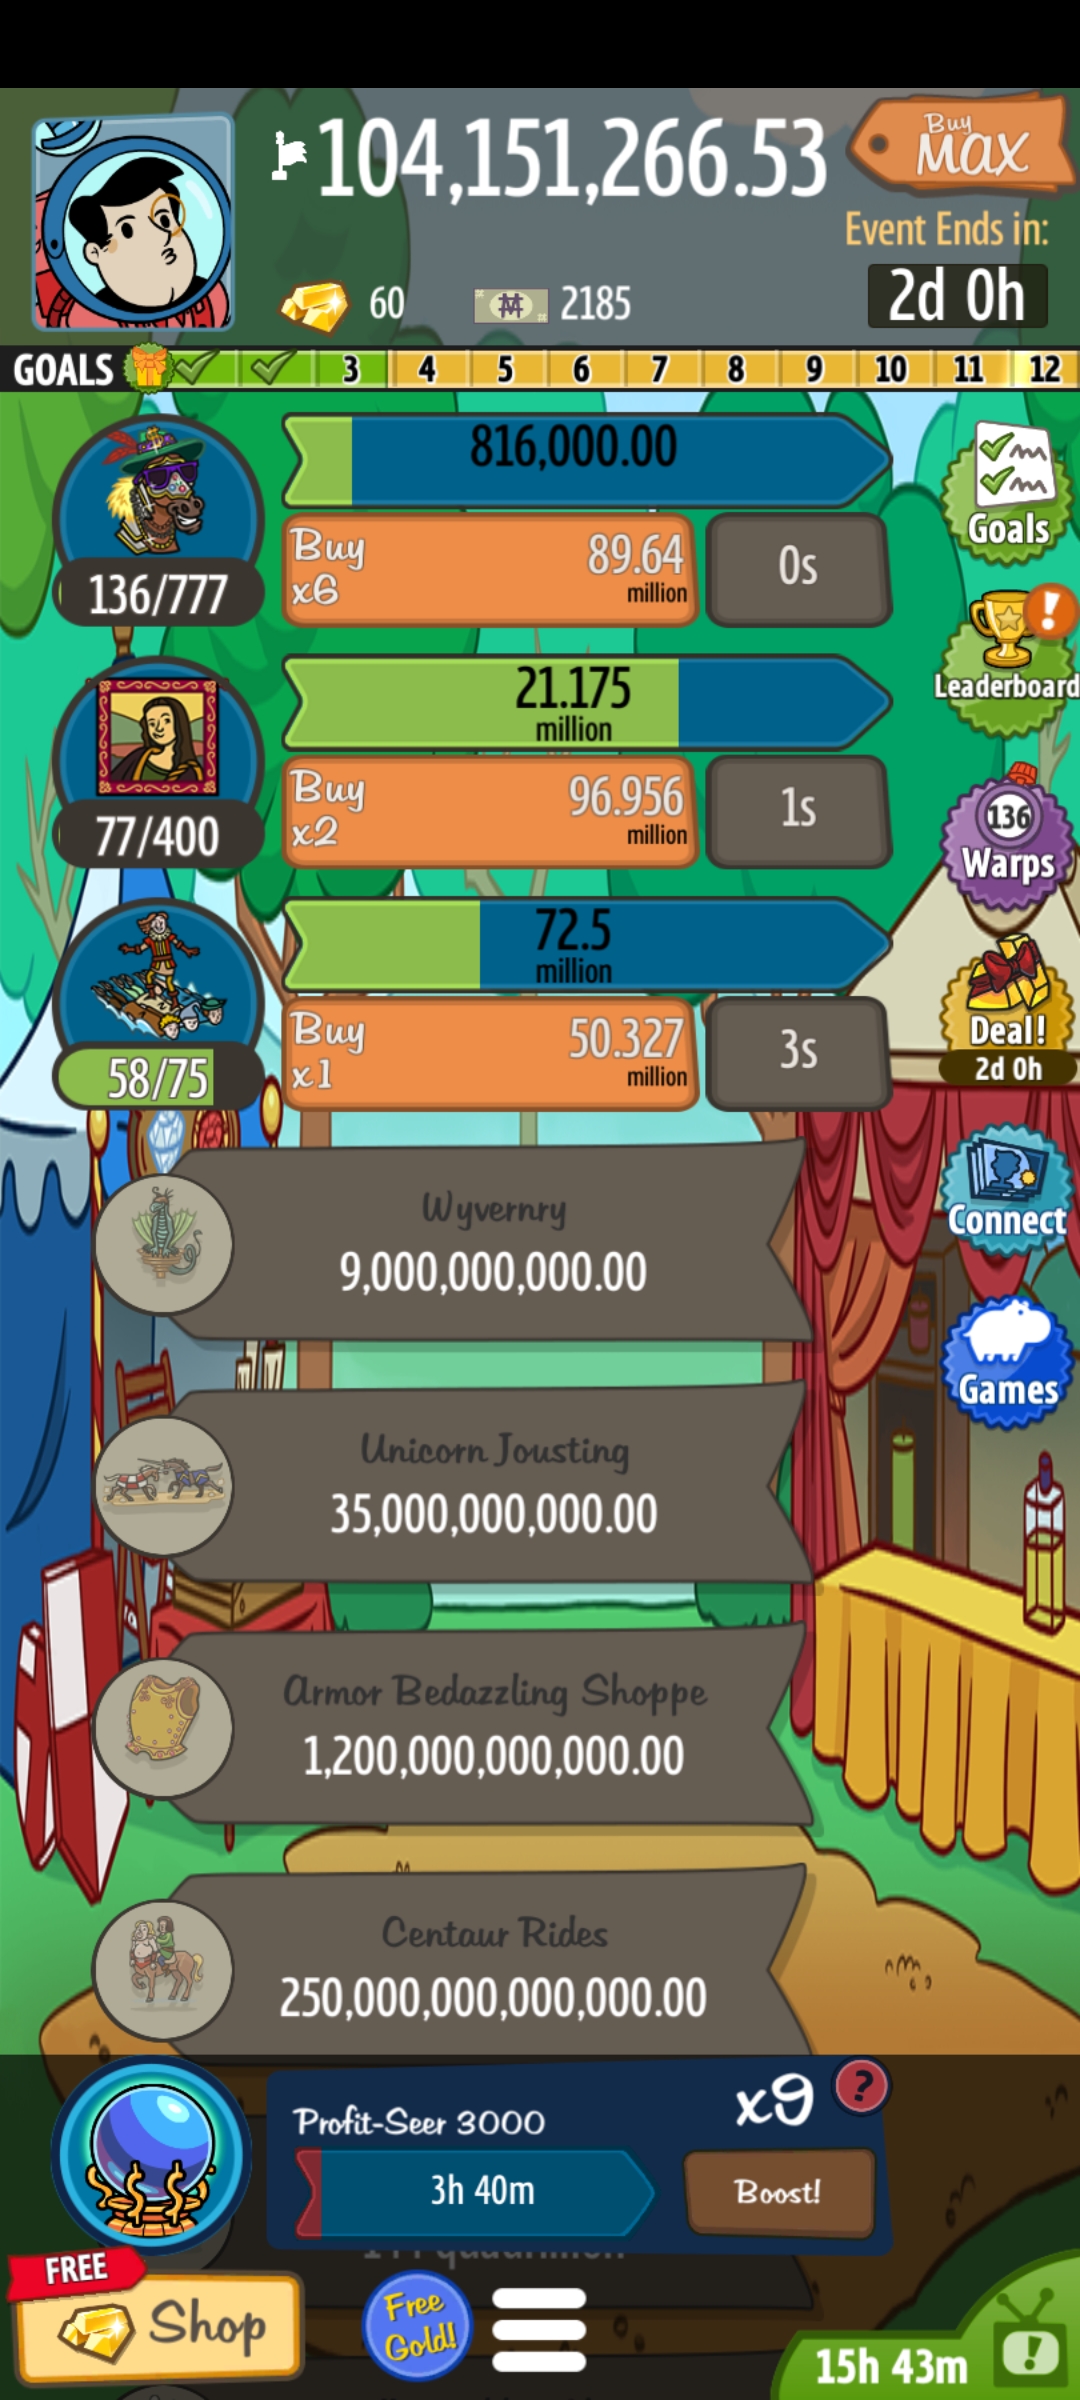 104,151,266.53
Buy
MAX
Event Ends in:
2d 0h
60
2185
GOALS
3 4 5 6 7 8 9 10 11 12
816,000.00
Buy
x6
89.64
million
0s
136/777
Goals
21.175
million
Buy
x2
96.956
million
1s
77/400
Leaderboard
72.5
million
Buy
x1
50.327
million
3s
58/75
136
Warps
Deal!
2d 0h
Wyvernry
9,000,000,000.00
Connect
Unicorn Jousting
35,000,000,000.00
Games
Armor Bedazzling Shoppe
1,200,000,000,000.00
Centaur Rides
250,000,000,000,000.00
Profit-Seer 3000
x9
?
3h 40m
Boost!
FREE
Shop
Free
Gold!
15h 43m